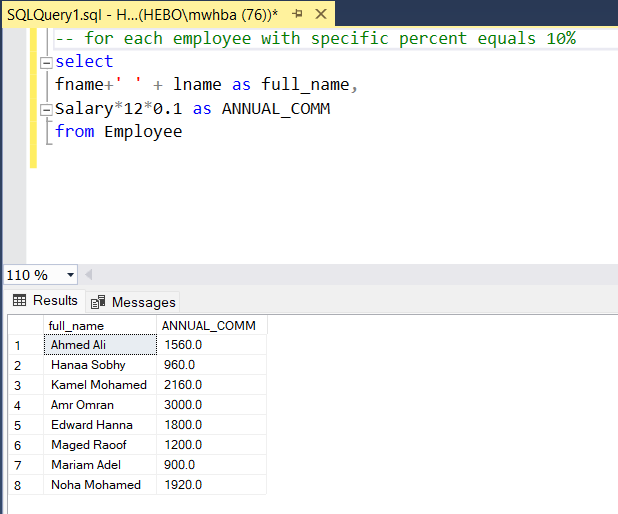 SQLQuery1.sql - H...(HEBO\mwhba (76))*
-- for each employee with specific percent equals 10%
select
fname+' ' + lname as full_name,
Salary*12*0.1 as ANNUAL_COMM
from Employee
110 %
Results Messages
full_name ANNUAL_COMM
1 Ahmed Ali 1560.0
2 Hanaa Sobhy 960.0
3 Kamel Mohamed 2160.0
4 Amr Omran 3000.0
5 Edward Hanna 1800.0
6 Maged Raoof 1200.0
7 Mariam Adel 900.0
8 Noha Mohamed 1920.0